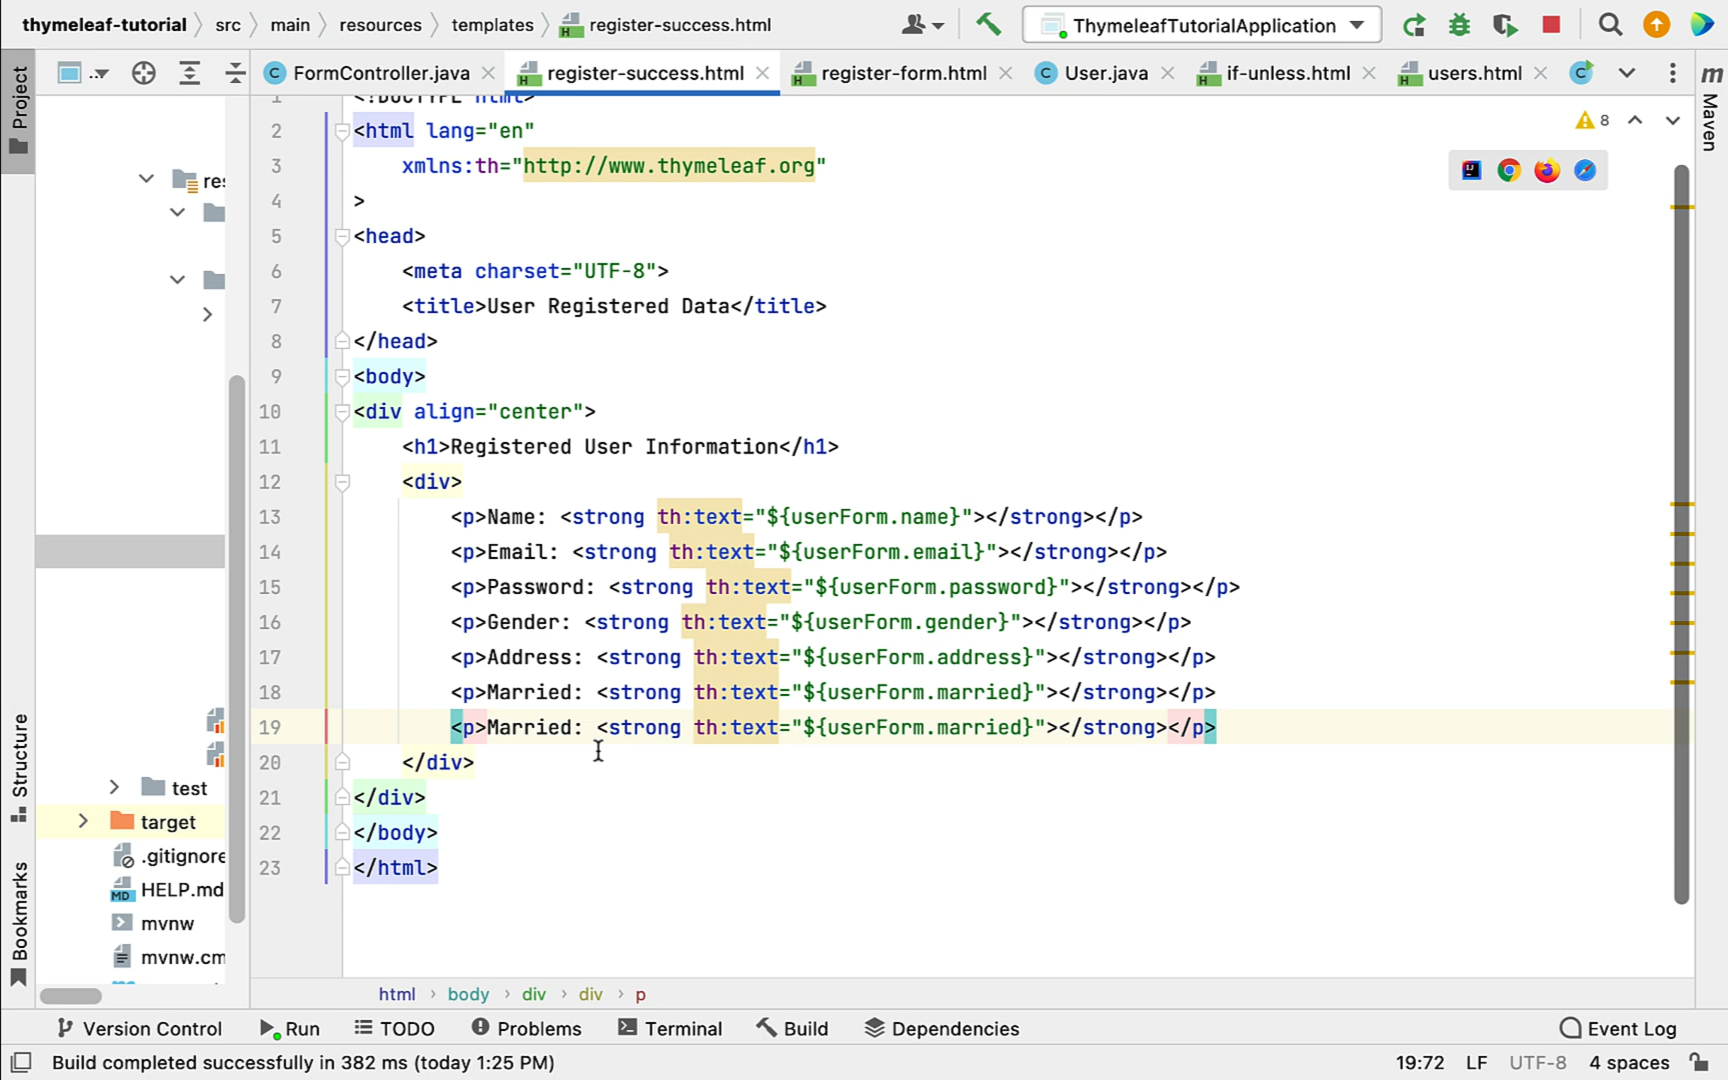 thymeleaf-tutorial src main resources templates register-success.html ThymeleafTutorialApplication
FormController.java register-success.html register-form.html User.java if-unless.html users.html
Project
Structure
Bookmarks
res
test
target
.gitignore
HELP.md
mvnw
mvnw.cm
1 <!DOCTYPE html>
2 <html lang="en"
3 xmlns:th="http://www.thymeleaf.org"
4 >
5 <head>
6 <meta charset="UTF-8">
7 <title>User Registered Data</title>
8 </head>
9 <body>
10 <div align="center">
11 <h1>Registered User Information</h1>
12 <div>
13 <p>Name: <strong th:text="${userForm.name}"></strong></p>
14 <p>Email: <strong th:text="${userForm.email}"></strong></p>
15 <p>Password: <strong th:text="${userForm.password}"></strong></p>
16 <p>Gender: <strong th:text="${userForm.gender}"></strong></p>
17 <p>Address: <strong th:text="${userForm.address}"></strong></p>
18 <p>Married: <strong th:text="${userForm.married}"></strong></p>
19 <p>Married: <strong th:text="${userForm.married}"></strong></p>
20 </div>
21 </div>
22 </body>
23 </html>
8
m Maven
html body div div p
Version Control Run TODO Problems Terminal Build Dependencies Event Log
Build completed successfully in 382 ms (today 1:25 PM) 19:72 LF UTF-8 4 spaces